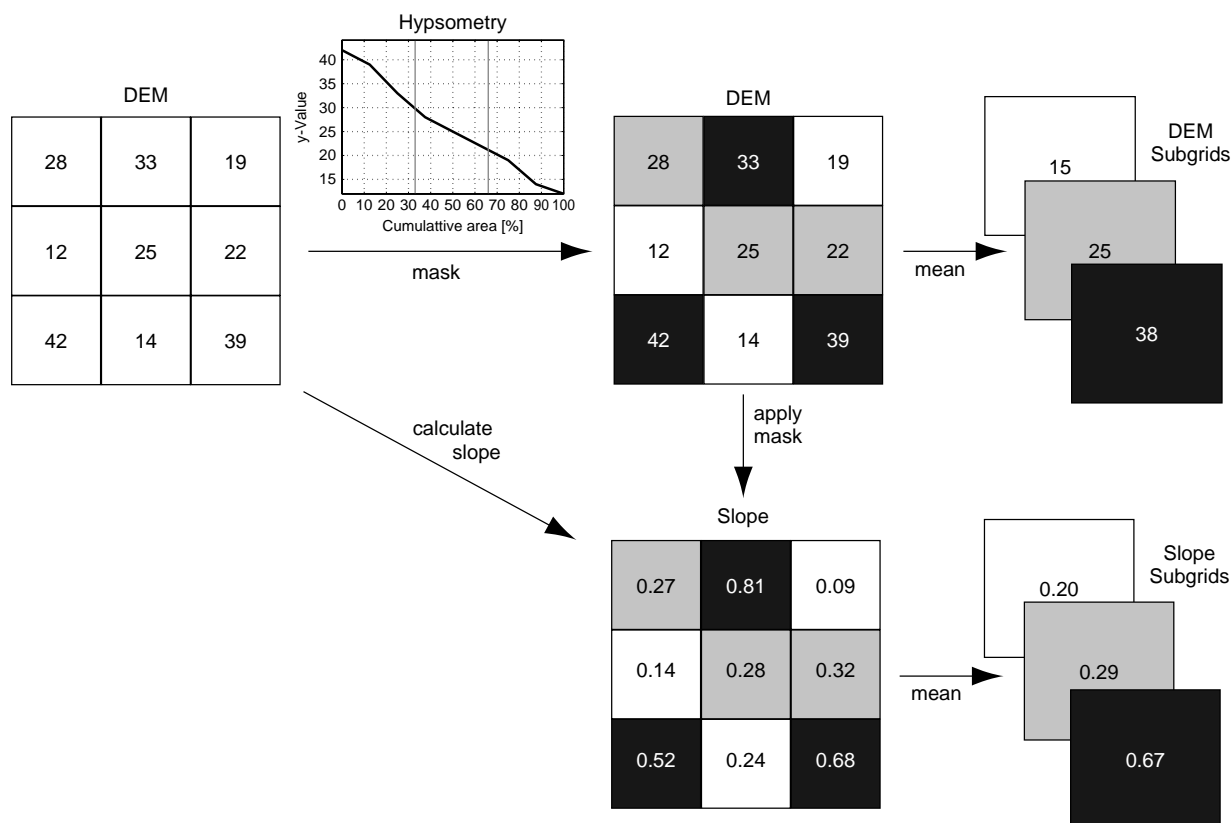 Hypsometry
y-Value
40
35
30
25
20
15
0 10 20 30 40 50 60 70 80 90 100
Cumulattive area [%]
DEM
28 33 19
12 25 22
42 14 39
mask
DEM
28 33 19
12 25 22
42 14 39
mean
DEM
Subgrids
15
25
38
calculate
slope
apply
mask
Slope
0.27 0.81 0.09
0.14 0.28 0.32
0.52 0.24 0.68
mean
Slope
Subgrids
0.20
0.29
0.67